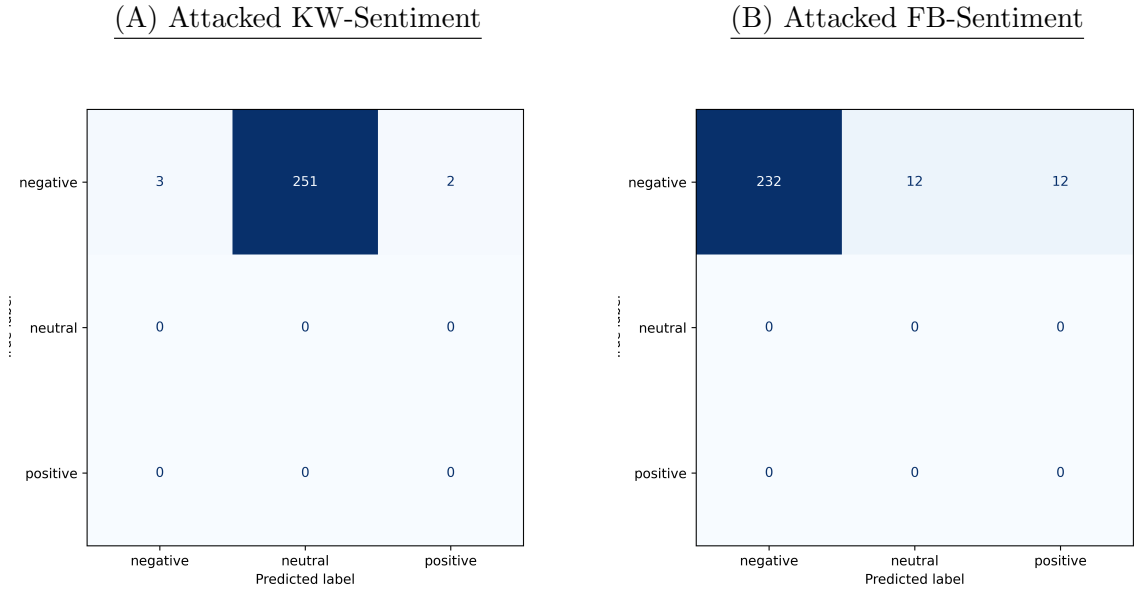 (A) Attacked KW-Sentiment
negative 3 251 2
neutral 0 0 0
positive 0 0 0
negative neutral positive
Predicted label
(B) Attacked FB-Sentiment
negative 232 12 12
neutral 0 0 0
positive 0 0 0
negative neutral positive
Predicted label